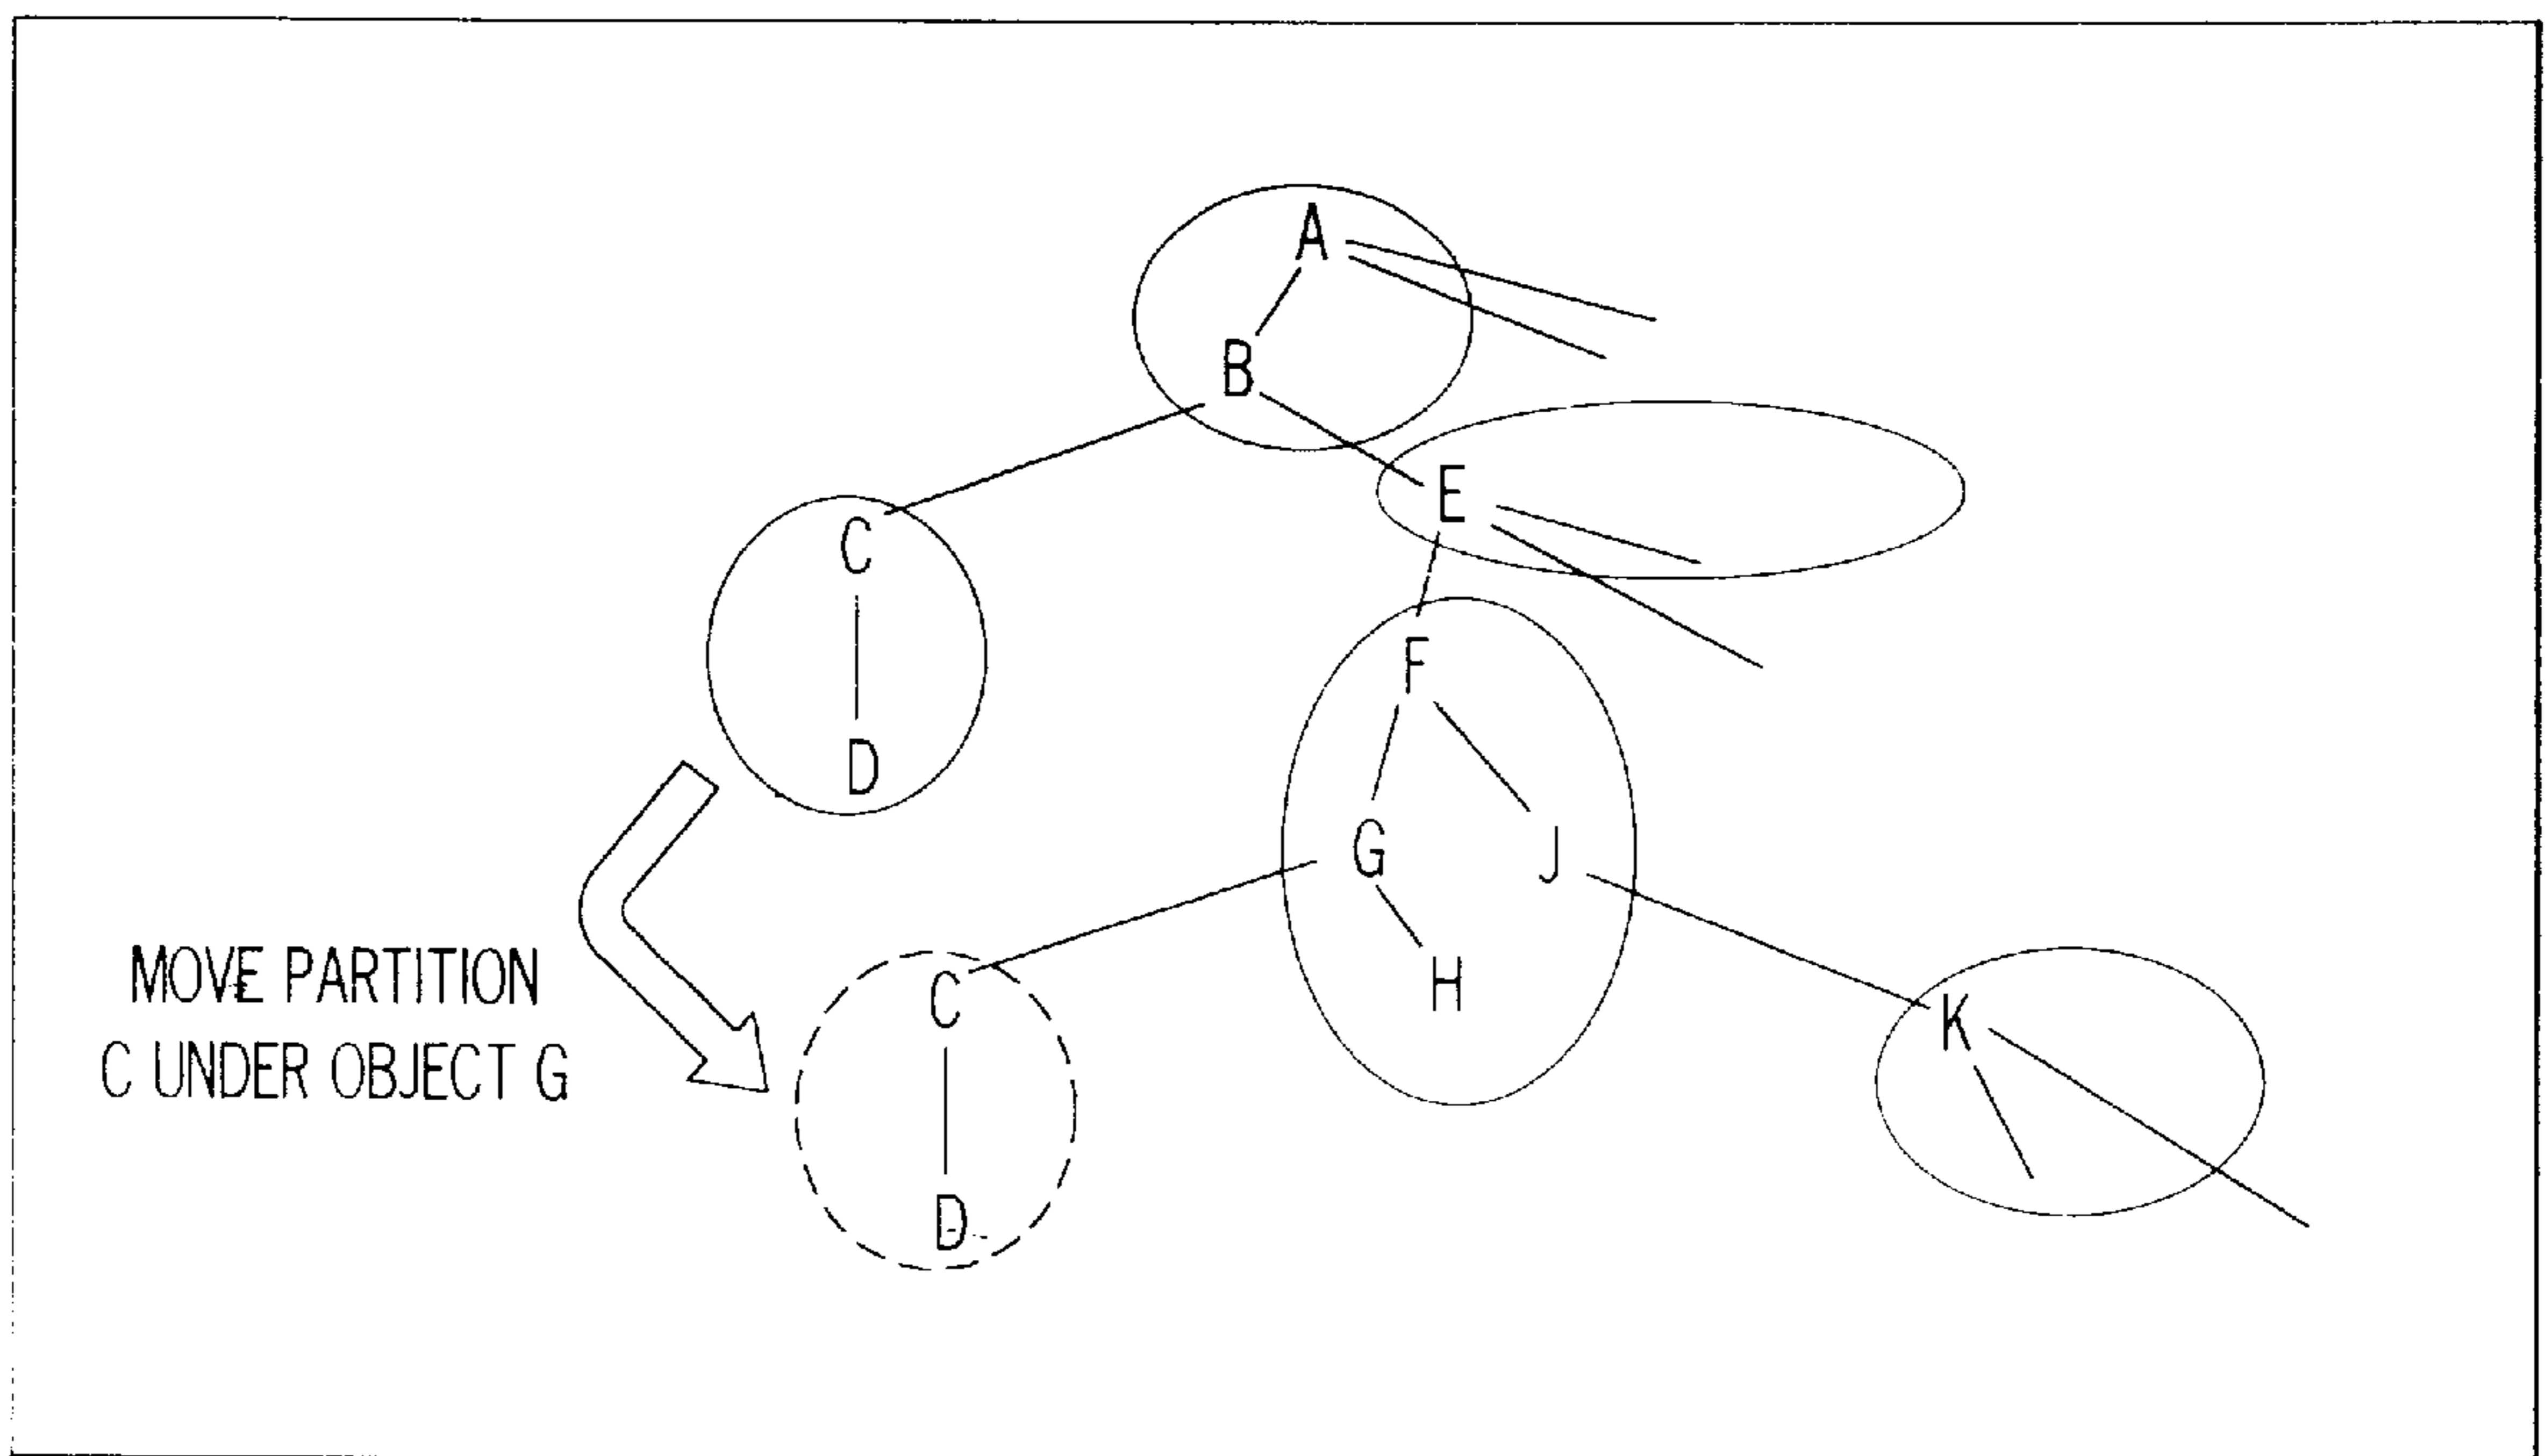 A
B
E
C
F
D
G J
MOVE PARTITION
C H
K
C UNDER OBJECT G
D